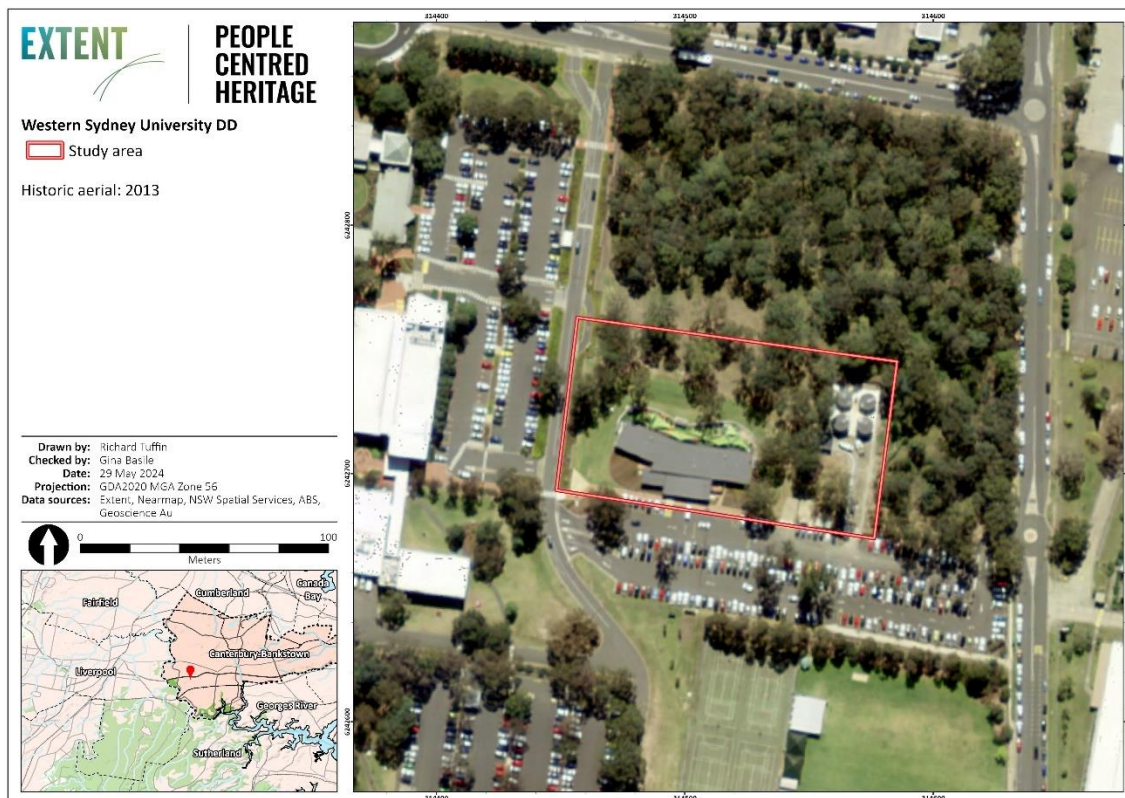 EXTENT
PEOPLE
CENTRED
HERITAGE
Western Sydney University DD
Study area
Historic aerial: 2013
Drawn by: Richard Tuffin
Checked by: Gina Basile
Date: 29 May 2024
Projection: GDA2020 MGA Zone 56
Data sources: Extent, Nearmap, NSW Spatial Services, ABS,
Geoscience Au
0 100
Meters
Fairfield
Cumberland
Canada
Bay
Canterbury-Bankstown
Liverpool
Georges River
Sutherland
314400 314500 314600
6242800
6242700
6242600
314400 314500 314600